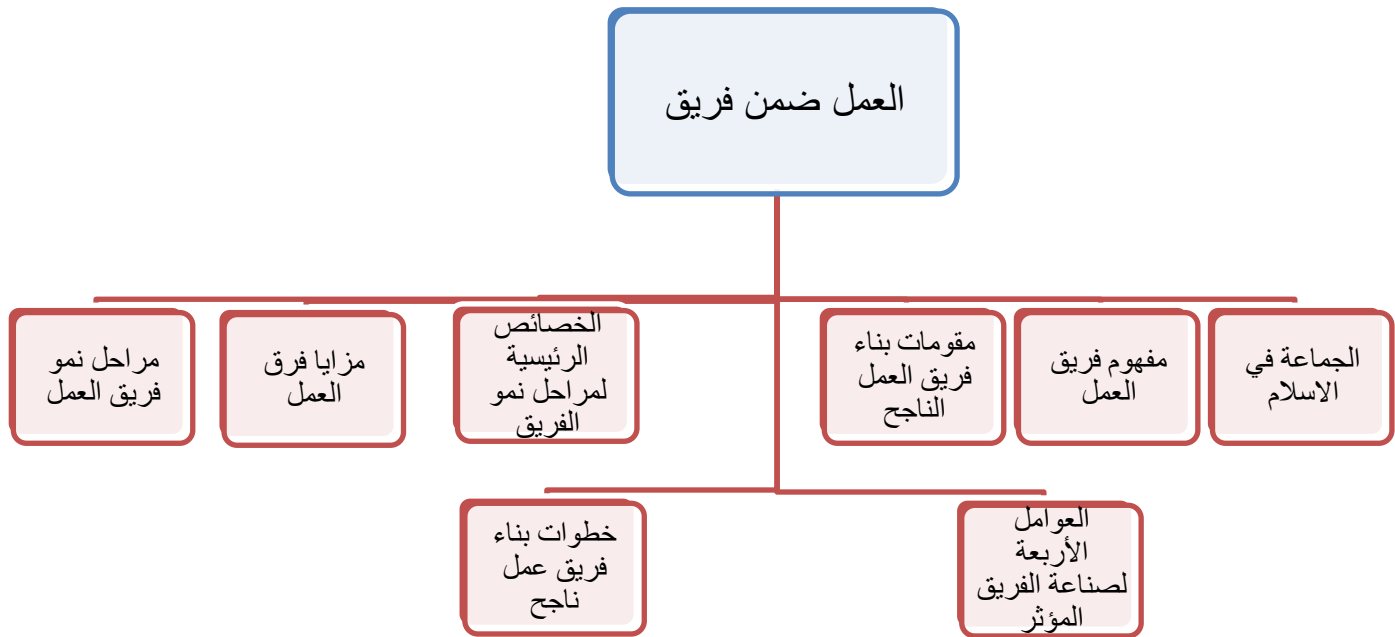 العمل ضمن فريق
الجماعة في
الاسلام
مفهوم فريق
العمل
مقومات بناء
فريق العمل
الناجح
الخصائص
الرئيسية
لمراحل نمو
الفريق
مزايا فرق
العمل
مراحل نمو
فريق العمل
العوامل
الأربعة
لصناعة الفريق
المؤثر
خطوات بناء
فريق عمل
ناجح